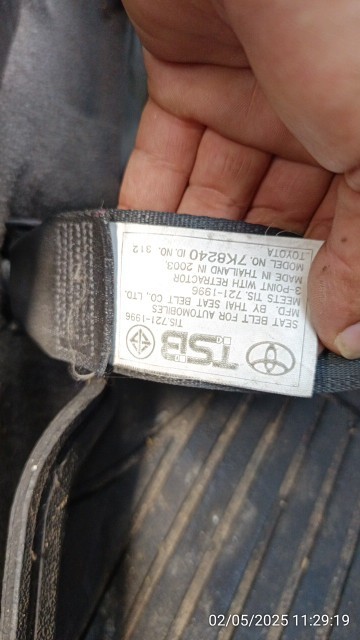 TSB
TIS.721-1996
SEAT BELT FOR AUTOMOBILES
MFD. BY THAI SEAT BELT CO., LTD.
MEETS TIS. 721-1996
3-POINT WITH RETRACTOR
MADE IN THAILAND IN 2003.
MODEL NO. 7K8240 ID. NO. 312
TOYOTA
02/05/2025 11:29:19